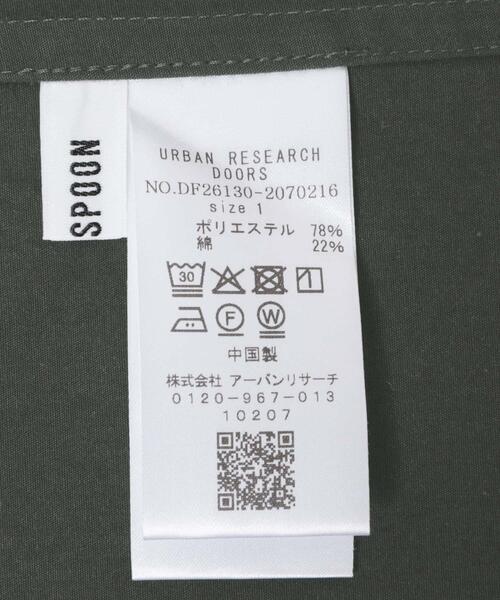 SPOON
URBAN RESEARCH
DOORS
NO.DF26130-2070216
size 1
ポリエステル 78%
綿 22%
30
F W
中国製
株式会社 アーバンリサーチ
0120-967-013
10207